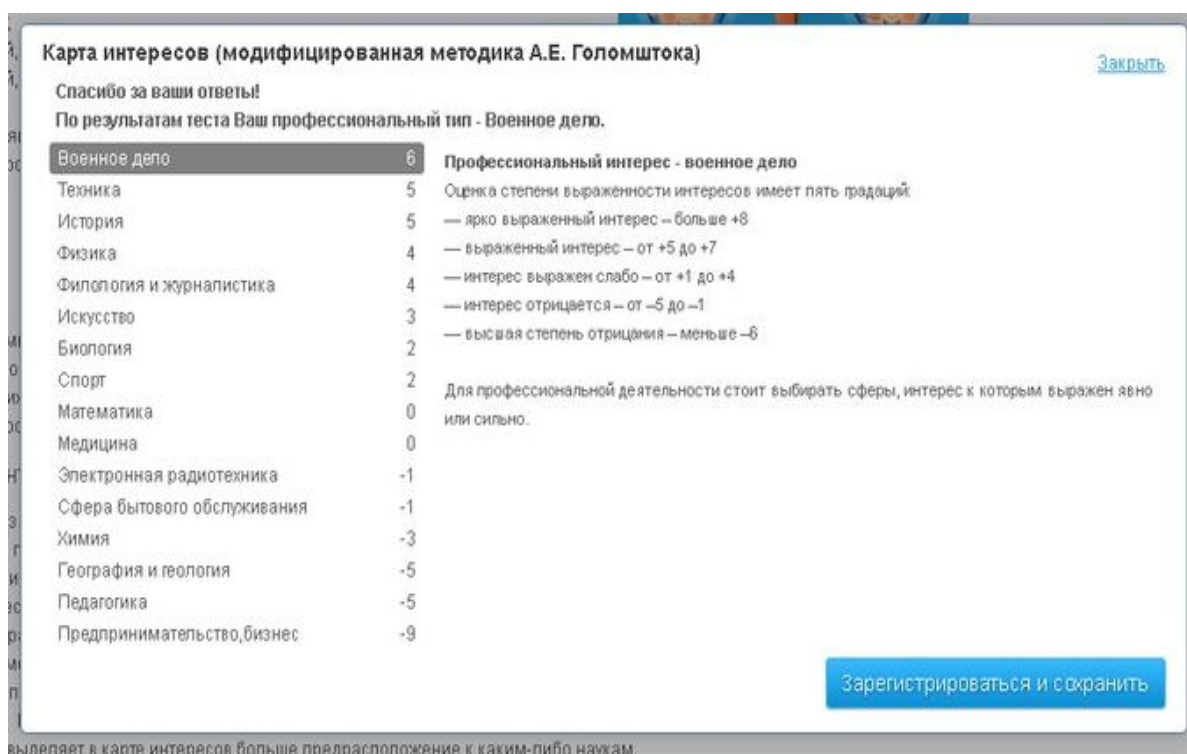 Карта интересов (модифицированная методика А.Е. Голомштока)
Закрыть
Спасибо за ваши ответы!
По результатам теста Ваш профессиональный тип - Военное дело.
Военное дело 6
Техника 5
История 5
Физика 4
Филология и журналистика 4
Искусство 3
Биология 2
Спорт 2
Математика 0
Медицина 0
Электронная радиотехника -1
Сфера бытового обслуживания -1
Химия -3
География и геология -5
Педагогика -5
Предпринимательство,бизнес -9
Профессиональный интерес - военное дело
Оценка степени выраженности интересов имеет пять градаций:
— ярко выраженный интерес – больше +8
— выраженный интерес – от +5 до +7
— интерес выражен слабо – от +1 до +4
— интерес отрицается – от –5 до –1
— высшая степень отрицания – меньше –6
Для профессиональной деятельности стоит выбирать сферы, интерес к которым выражен явно
или сильно.
Зарегистрироваться и сохранить
выделяет в карте интересов больше предрасположение к каким-либо наукам